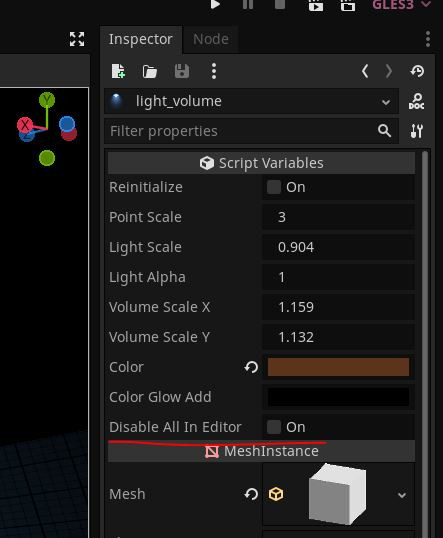 GLES3
Inspector Node
light_volume
DOC
Filter properties
Script Variables
Reinitialize On
Point Scale 3
Light Scale 0.904
Light Alpha 1
Volume Scale X 1.159
Volume Scale Y 1.132
Color
Color Glow Add
Disable All In Editor On
MeshInstance
Mesh
Y
X